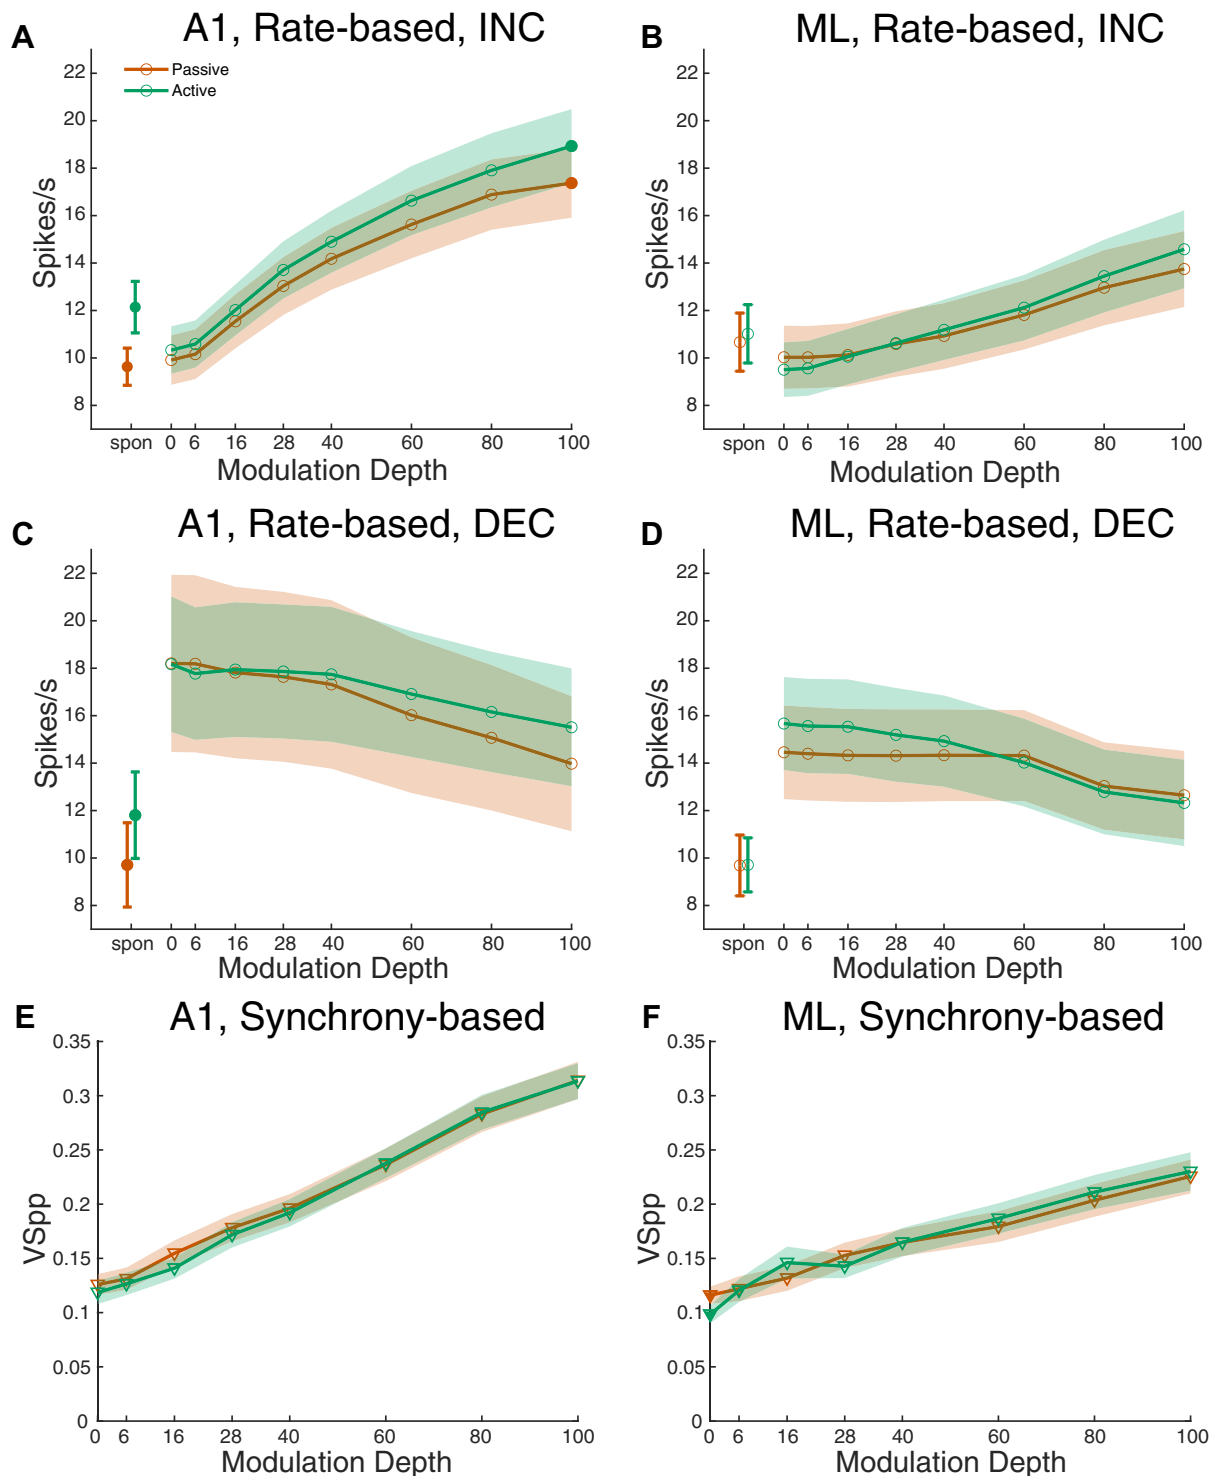 A
A1, Rate-based, INC
22
20
18
16
14
12
10
8
Spikes/s
Passive
Active
spon 0 6 16 28 40 60 80 100
Modulation Depth
B
ML, Rate-based, INC
22
20
18
16
14
12
10
8
Spikes/s
spon 0 6 16 28 40 60 80 100
Modulation Depth
C
A1, Rate-based, DEC
22
20
18
16
14
12
10
8
Spikes/s
spon 0 6 16 28 40 60 80 100
Modulation Depth
D
ML, Rate-based, DEC
22
20
18
16
14
12
10
8
Spikes/s
spon 0 6 16 28 40 60 80 100
Modulation Depth
E
A1, Synchrony-based
0.35
0.3
0.25
0.2
0.15
0.1
0.05
0
VSpp
0 6 16 28 40 60 80 100
Modulation Depth
F
ML, Synchrony-based
0.35
0.3
0.25
0.2
0.15
0.1
0.05
0
VSpp
0 6 16 28 40 60 80 100
Modulation Depth